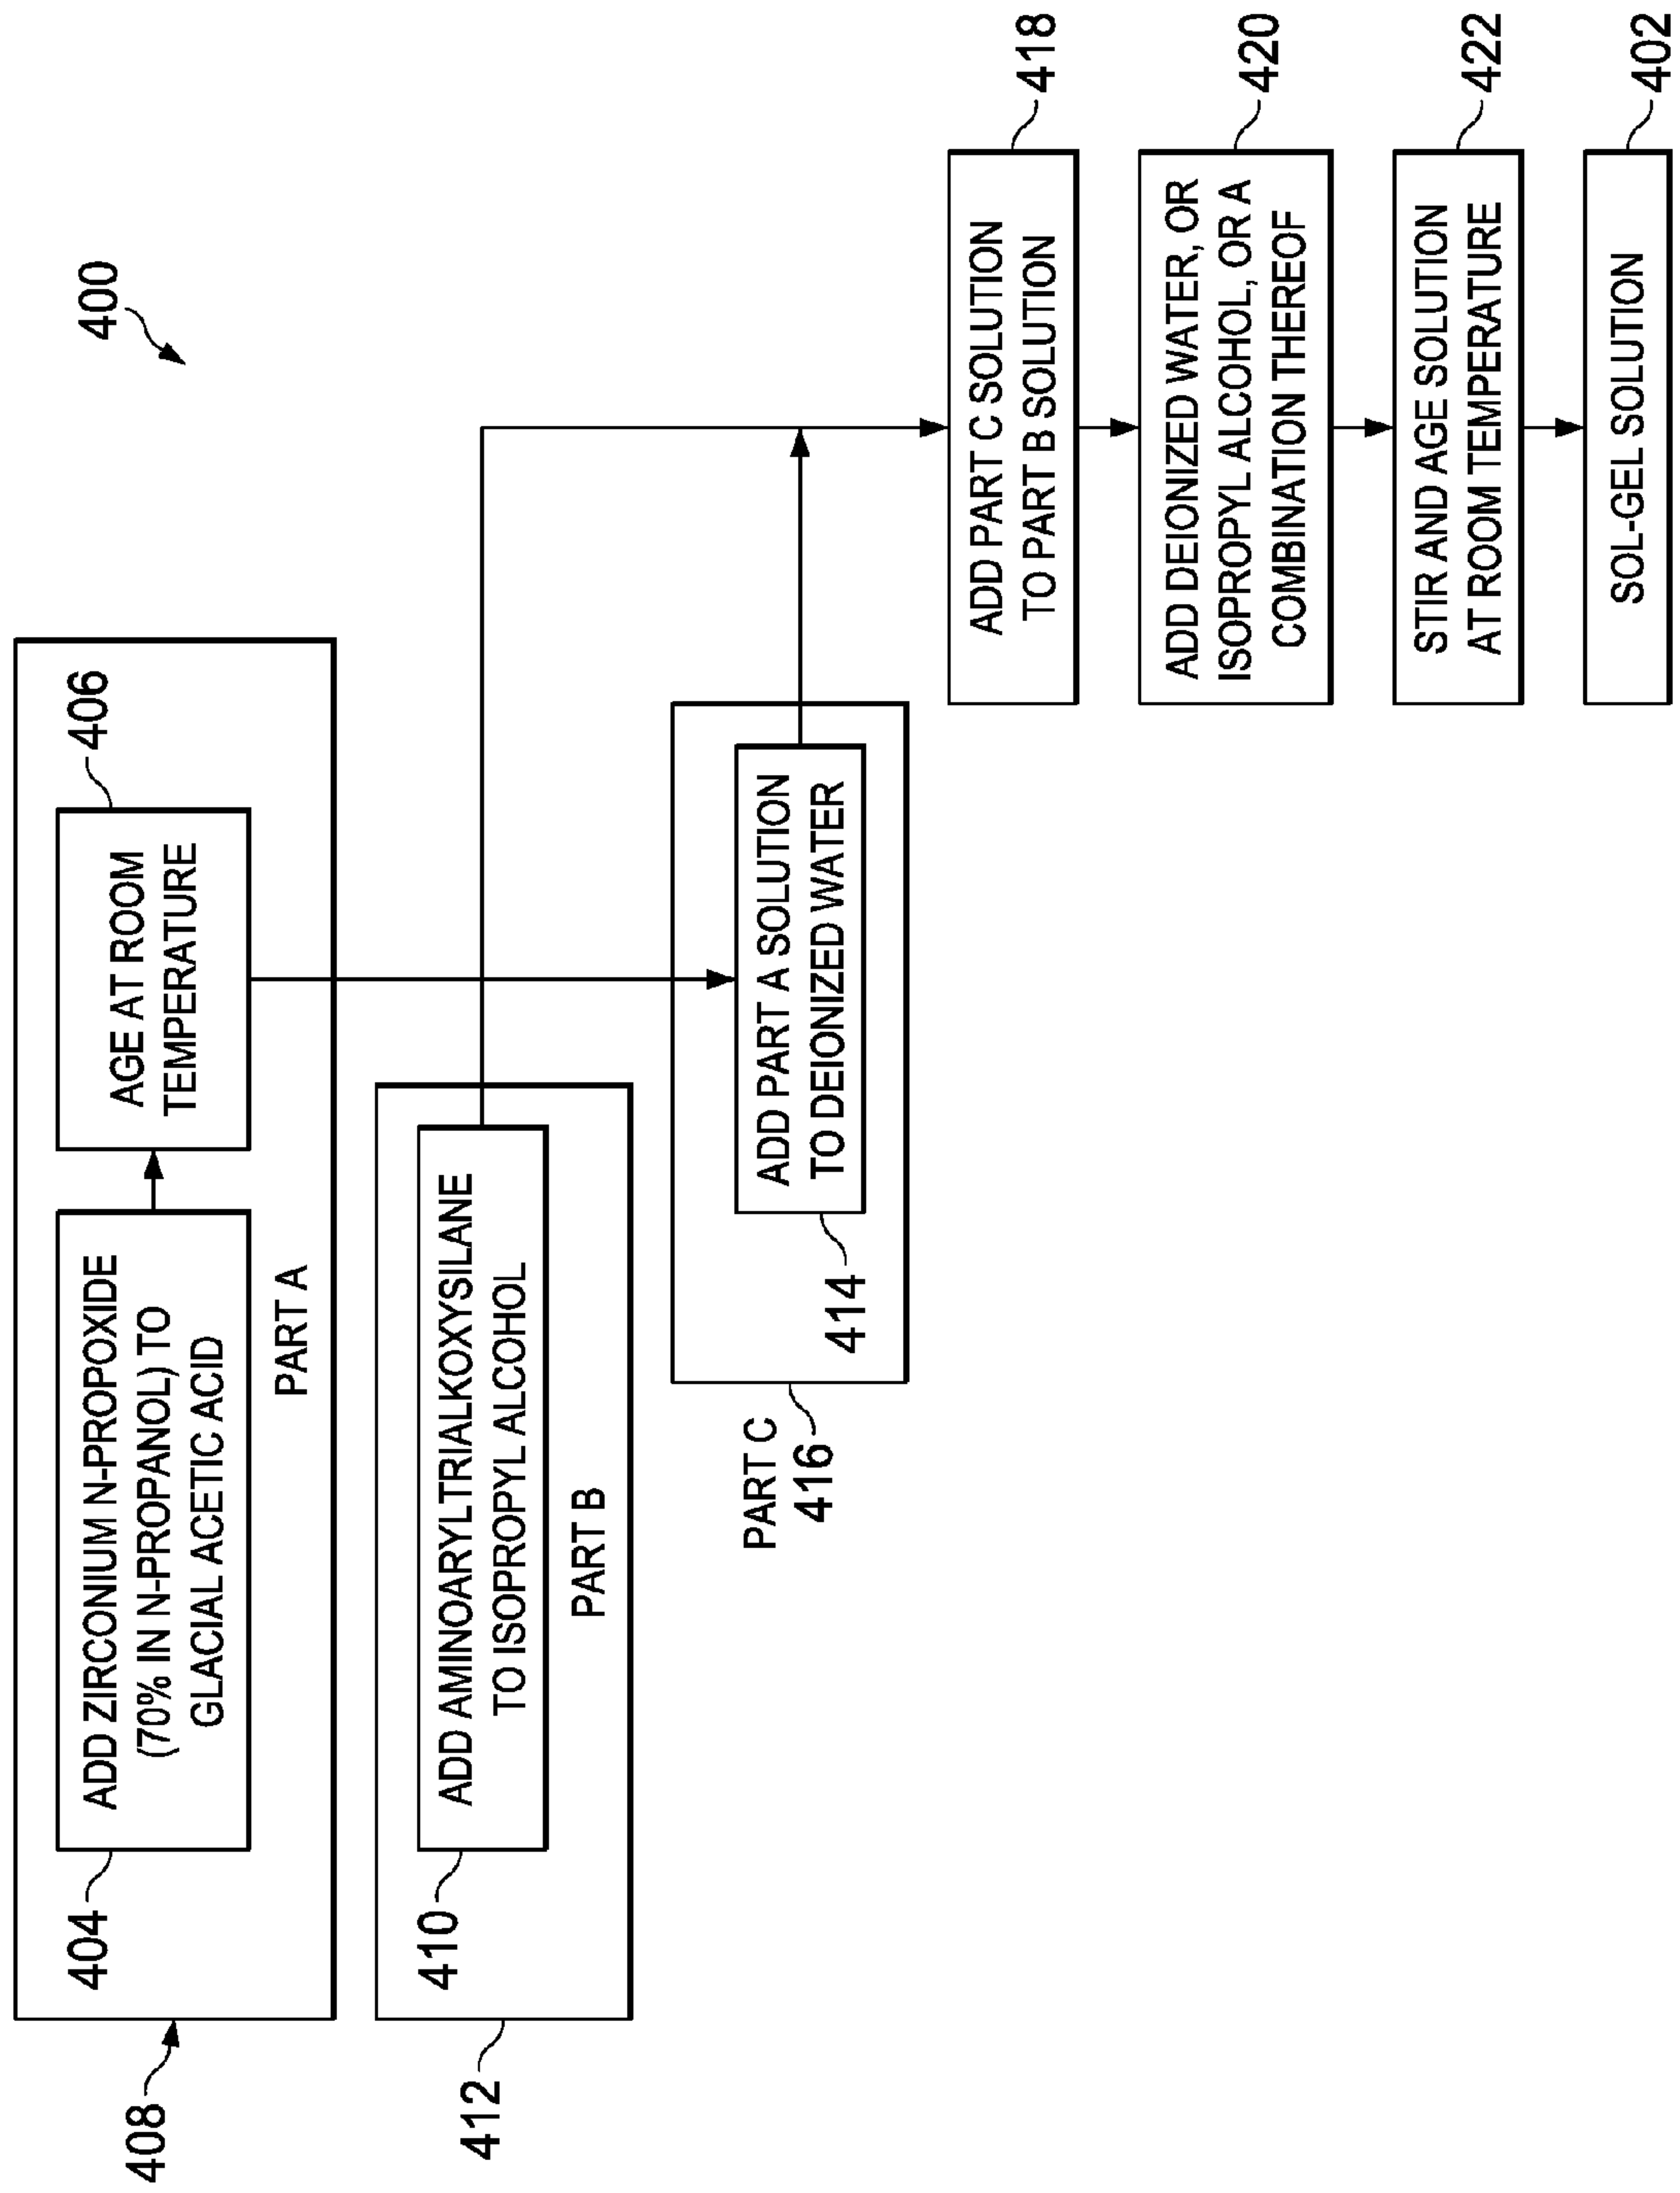 400
408
404
ADD ZIRCONIUM N-PROPOXIDE
(70% IN N-PROPANOL) TO
GLACIAL ACETIC ACID
406
AGE AT ROOM
TEMPERATURE
PART A
412
410
ADD AMINOARYLTRIALKOXYSILANE
TO ISOPROPYL ALCOHOL
PART B
PART C
416
414
ADD PART A SOLUTION
TO DEIONIZED WATER
ADD PART C SOLUTION
TO PART B SOLUTION
418
ADD DEIONIZED WATER, OR
ISOPROPYL ALCOHOL, OR A
COMBINATION THEREOF
420
STIR AND AGE SOLUTION
AT ROOM TEMPERATURE
422
SOL-GEL SOLUTION
402